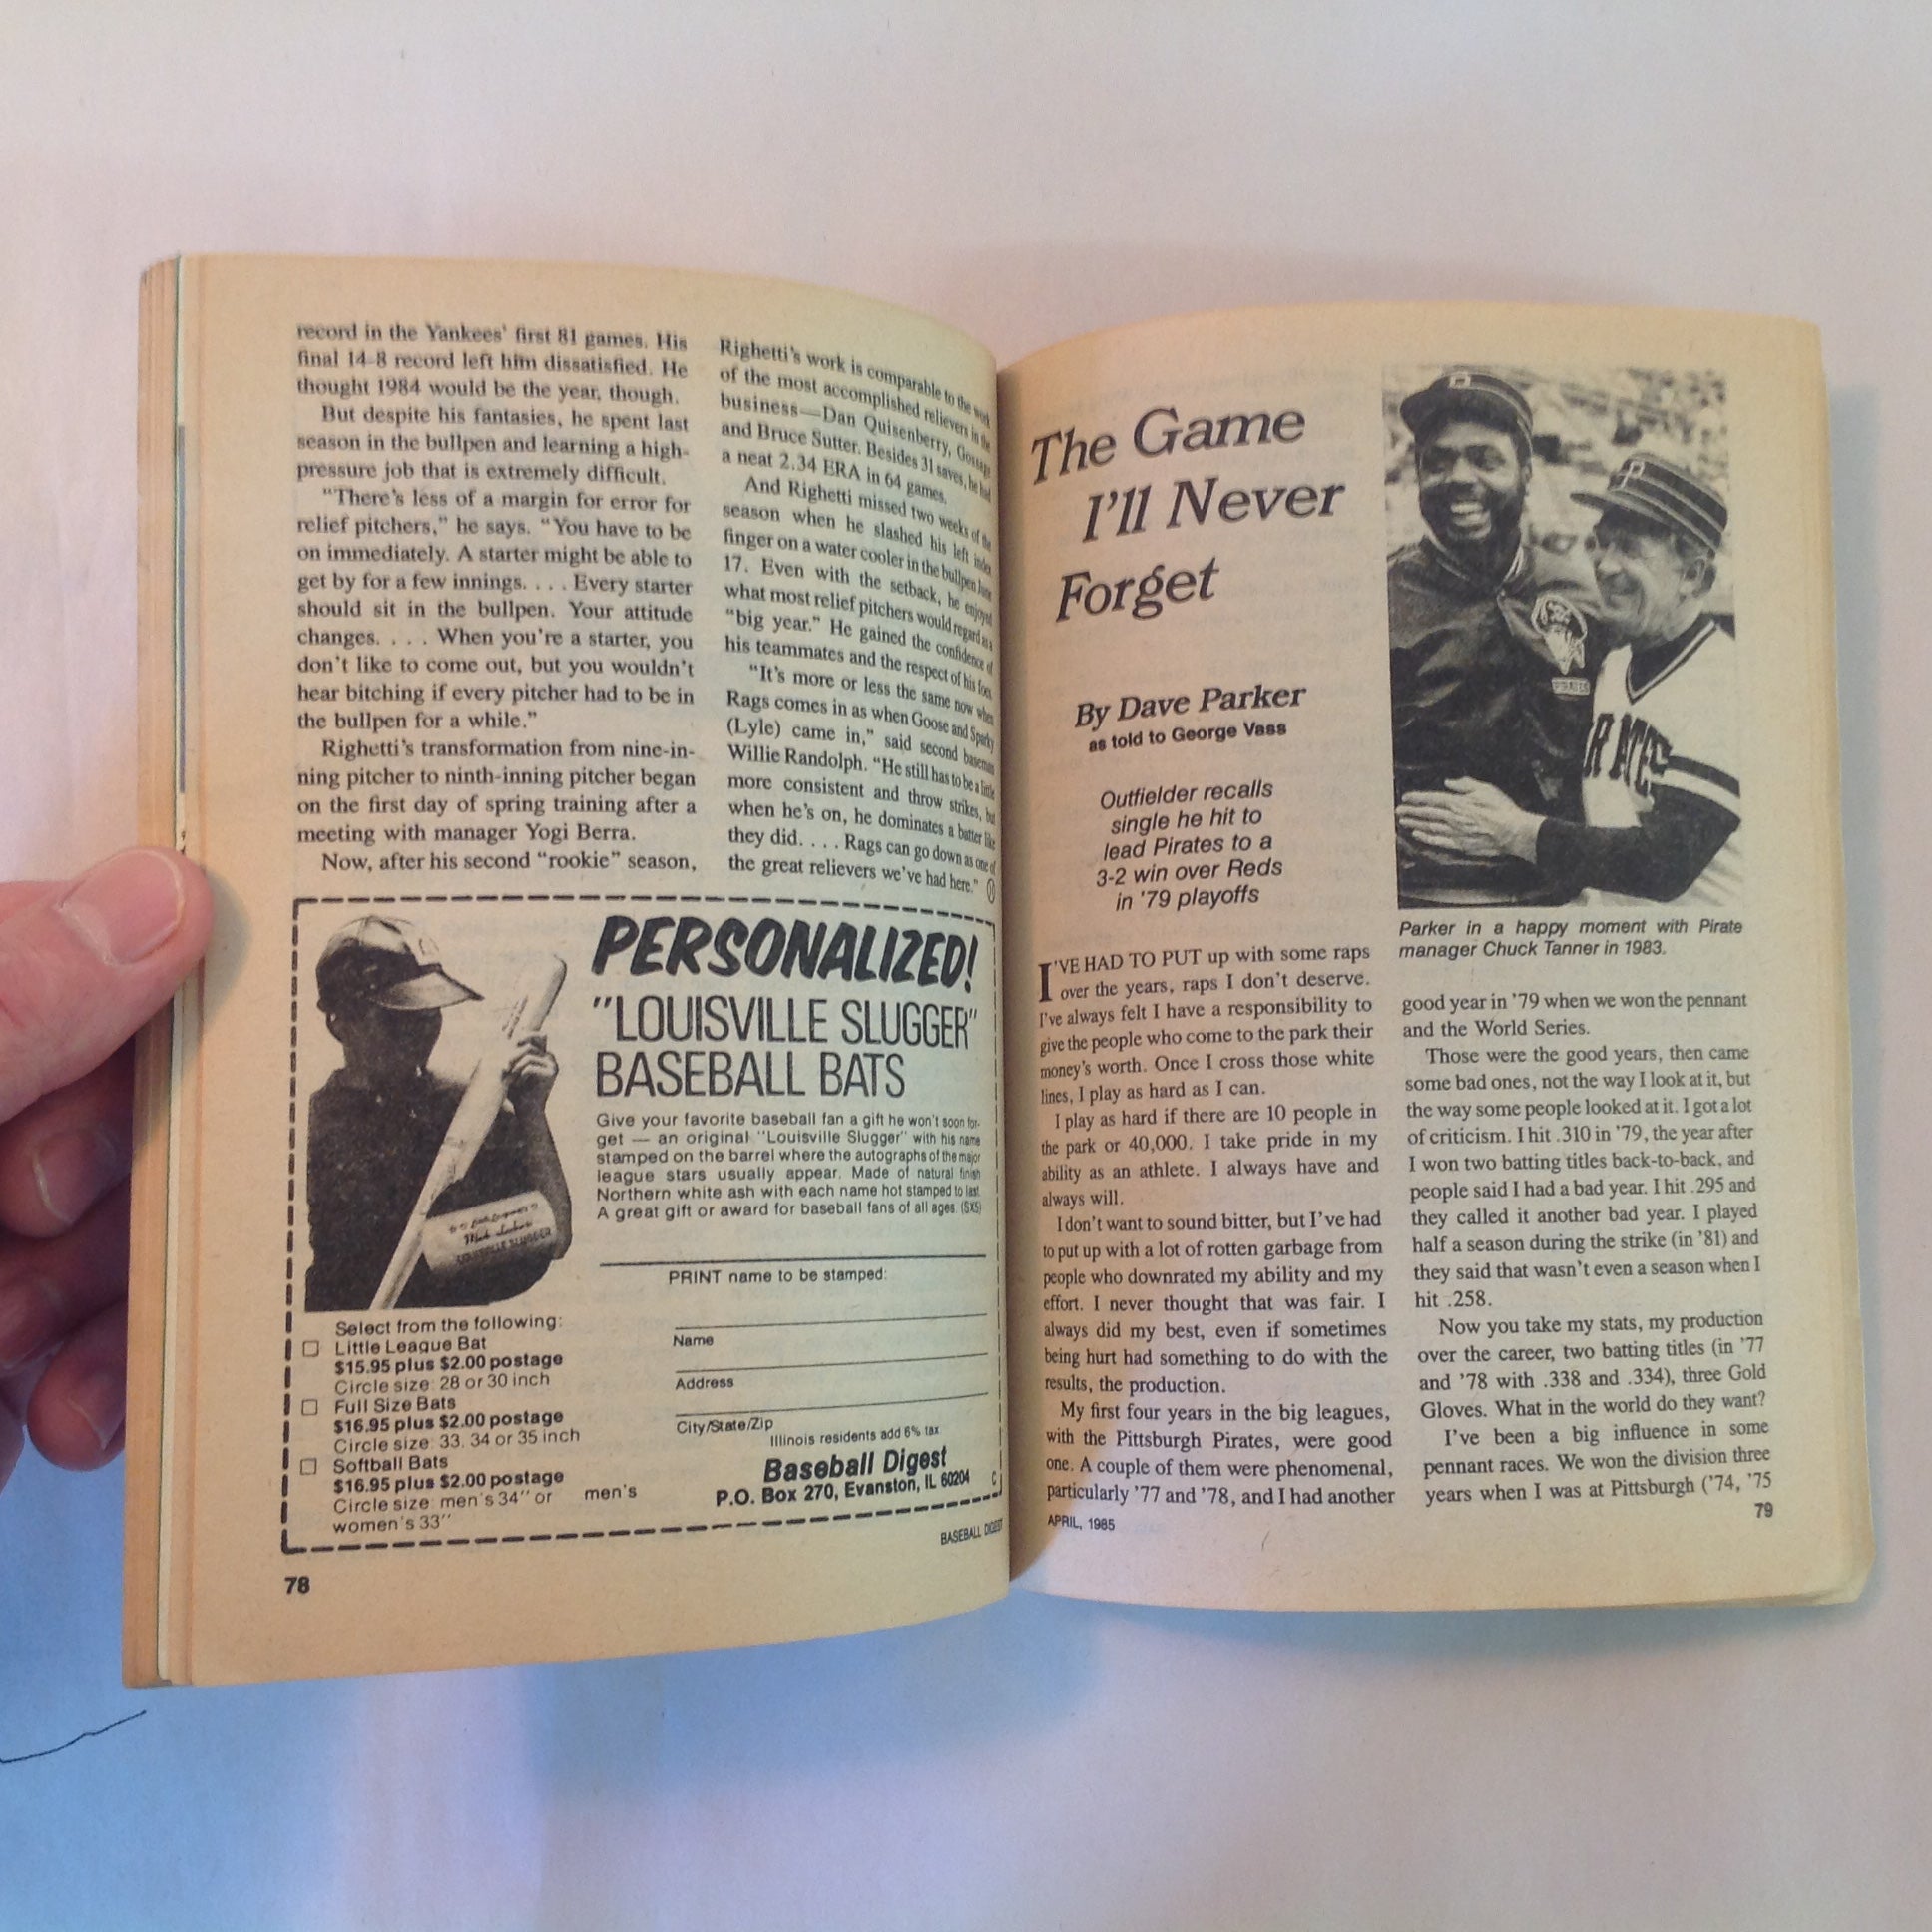 record in the Yankees' first 81 games. His
final 14-8 record left him dissatisfied. He
thought 1984 would be the year, though.
But despite his fantasies, he spent last
season in the bullpen and learning a high-
pressure job that is extremely difficult.
"There's less of a margin for error for
relief pitchers," he says. "You have to be
on immediately. A starter might be able to
get by for a few innings. . . . Every starter
should sit in the bullpen. Your attitude
changes. . . . When you're a starter, you
don't like to come out, but you wouldn't
hear bitching if every pitcher had to be in
the bullpen for a while."
Righetti's transformation from nine-in-
ning pitcher to ninth-inning pitcher began
on the first day of spring training after a
meeting with manager Yogi Berra.
Now, after his second "rookie" season,
Righetti's work is comparable to the work
of the most accomplished relievers in the
business—Dan Quisenberry, Gossage
and Bruce Sutter. Besides 31 saves, he had
a neat 2.34 ERA in 64 games.
And Righetti missed two weeks of the
season when he slashed his left index
finger on a water cooler in the bullpen June
17. Even with the setback, he enjoyed
what most relief pitchers would regard as a
"big year." He gained the confidence of
his teammates and the respect of his foes.
"It's more or less the same now when
Rags comes in as when Goose and Sparky
(Lyle) came in," said second baseman
Willie Randolph. "He still has to be a little
more consistent and throw strikes, but
when he's on, he dominates a batter like
they did. . . . Rags can go down as one of
the great relievers we've had here."
PERSONALIZED!
"LOUISVILLE SLUGGER"
BASEBALL BATS
Give your favorite baseball fan a gift he won't soon for-
get — an original "Louisville Slugger" with his name
stamped on the barrel where the autographs of the major
league stars usually appear. Made of natural finish
Northern white ash with each name hot stamped to last.
A great gift or award for baseball fans of all ages. (SX5)
LOUISVILLE SLUGGER
PRINT name to be stamped:
Name
Address
City/State/Zip
Illinois residents add 6% tax
Baseball Digest
P.O. Box 270, Evanston, IL 60204
C
Select from the following:
Little League Bat
$15.95 plus $2.00 postage
Circle size: 28 or 30 inch
Full Size Bats
$16.95 plus $2.00 postage
Circle size: 33, 34 or 35 inch
Softball Bats
$16.95 plus $2.00 postage
Circle size: men's 34" or men's
women's 33"
BASEBALL DIGEST
78
The Game
I'll Never
Forget
By Dave Parker
as told to George Vass
Outfielder recalls
single he hit to
lead Pirates to a
3-2 win over Reds
in '79 playoffs
P
P
PIRATES
PIRATES
Parker in a happy moment with Pirate
manager Chuck Tanner in 1983.
I'VE HAD TO PUT up with some raps
over the years, raps I don't deserve.
I've always felt I have a responsibility to
give the people who come to the park their
money's worth. Once I cross those white
lines, I play as hard as I can.
I play as hard if there are 10 people in
the park or 40,000. I take pride in my
ability as an athlete. I always have and
always will.
I don't want to sound bitter, but I've had
to put up with a lot of rotten garbage from
people who downrated my ability and my
effort. I never thought that was fair. I
always did my best, even if sometimes
being hurt had something to do with the
results, the production.
My first four years in the big leagues,
with the Pittsburgh Pirates, were good
one. A couple of them were phenomenal,
particularly '77 and '78, and I had another
good year in '79 when we won the pennant
and the World Series.
Those were the good years, then came
some bad ones, not the way I look at it, but
the way some people looked at it. I got a lot
of criticism. I hit .310 in '79, the year after
I won two batting titles back-to-back, and
people said I had a bad year. I hit .295 and
they called it another bad year. I played
half a season during the strike (in '81) and
they said that wasn't even a season when I
hit .258.
Now you take my stats, my production
over the career, two batting titles (in '77
and '78 with .338 and .334), three Gold
Gloves. What in the world do they want?
I've been a big influence in some
pennant races. We won the division three
years when I was at Pittsburgh ('74, '75
APRIL, 1985
79